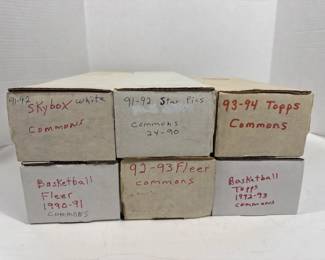 91-92
Skybox White
Commons
91-92 Star Pics
Commons
24-90
93-94 Topps
Commons
Basketball
Fleer
1990-91
Commons
92-93 Fleer
commons
Basketball
Topps
1992-93
commons